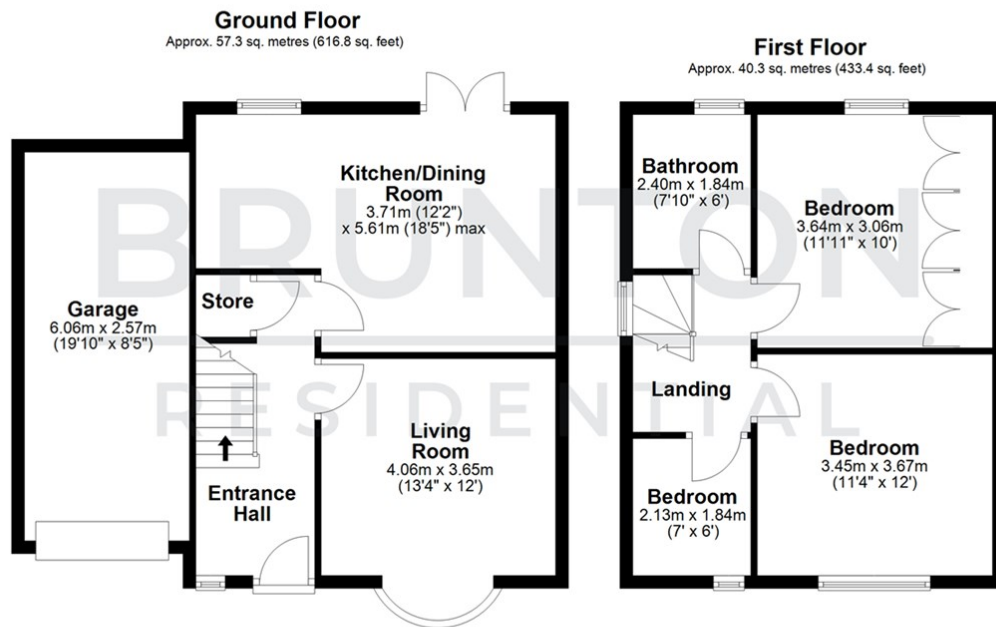 Ground Floor
Approx. 57.3 sq. metres (616.8 sq. feet)
First Floor
Approx. 40.3 sq. metres (433.4 sq. feet)
Kitchen/Dining
Room
3.71m (12'2")
x 5.61m (18'5") max
Store
Garage
6.06m x 2.57m
(19'10" x 8'5")
Living
Room
4.06m x 3.65m
(13'4" x 12')
Entrance
Hall
Bathroom
2.40m x 1.84m
(7'10" x 6')
Bedroom
3.64m x 3.06m
(11'11" x 10')
Landing
Bedroom
3.45m x 3.67m
(11'4" x 12')
Bedroom
2.13m x 1.84m
(7' x 6')
BRUNTON
RESIDENTIAL